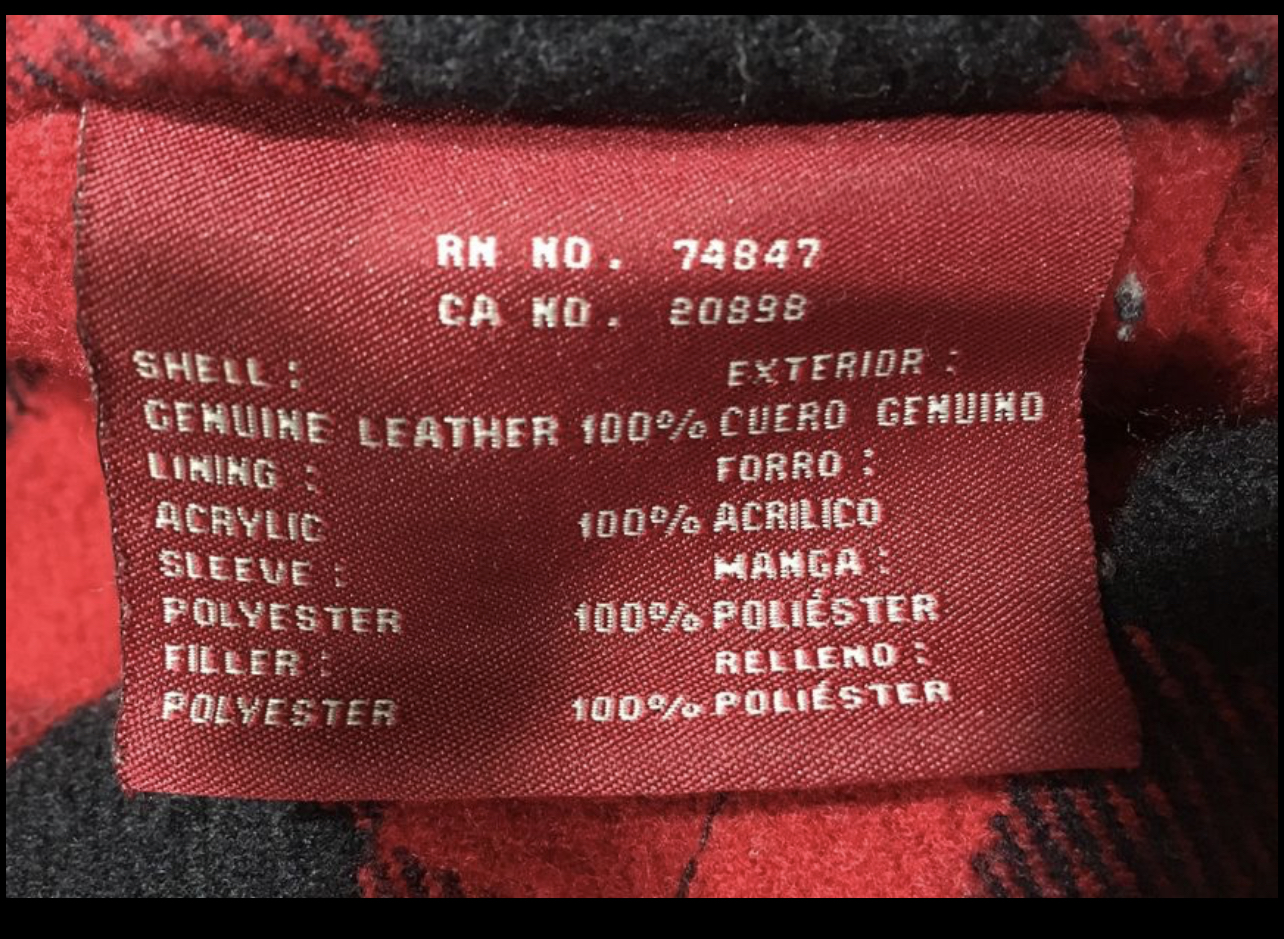 RN NO. 74847
CA NO. 20898
SHELL : EXTERIOR :
GENUINE LEATHER 100% CUERO GENUINO
LINING : FORRO :
ACRYLIC 100% ACRILICO
SLEEVE : MANGA :
POLYESTER 100% POLIÉSTER
FILLER : RELLENO :
POLYESTER 100% POLIÉSTER